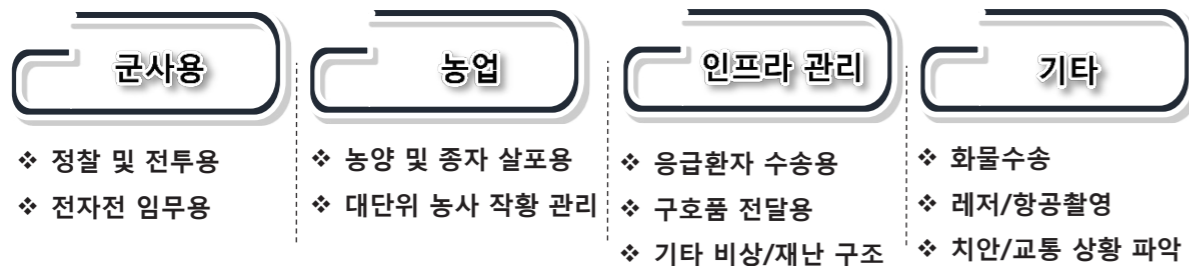 군사용
❖ 정찰 및 전투용
❖ 전자전 임무용
농업
❖ 농양 및 종자 살포용
❖ 대단위 농사 작황 관리
인프라 관리
❖ 응급환자 수송용
❖ 구호품 전달용
❖ 기타 비상/재난 구조
기타
❖ 화물수송
❖ 레저/항공촬영
❖ 치안/교통 상황 파악